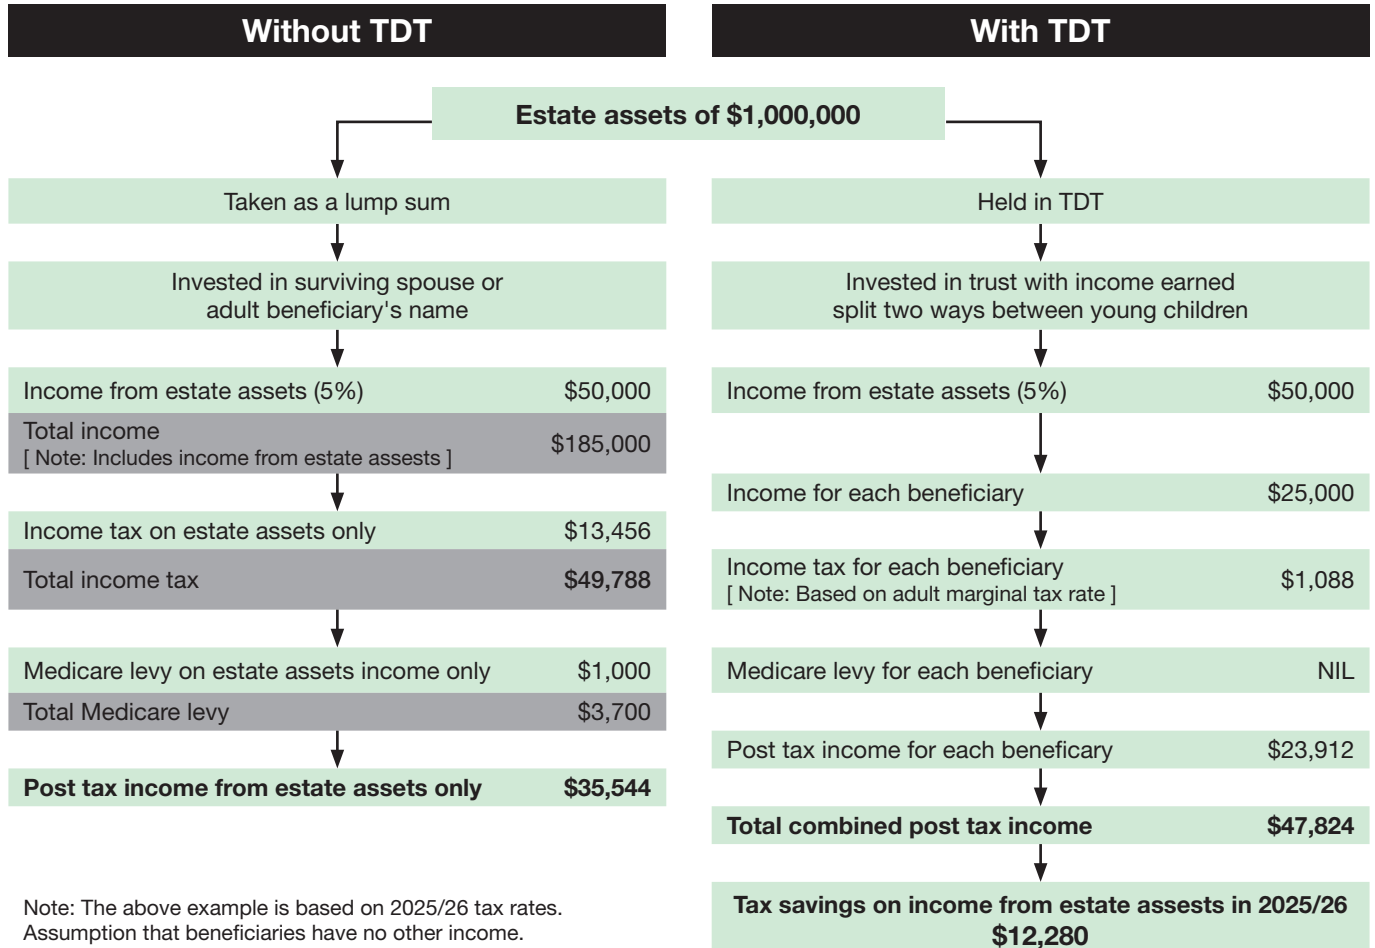 Without TDT
With TDT
Estate assets of $1,000,000
Taken as a lump sum
Invested in surviving spouse or
adult beneficiary's name
Income from estate assets (5%) $50,000
Total income
[ Note: Includes income from estate assests ] $185,000
Income tax on estate assets only $13,456
Total income tax $49,788
Medicare levy on estate assets income only $1,000
Total Medicare levy $3,700
Post tax income from estate assets only $35,544
Note: The above example is based on 2025/26 tax rates.
Assumption that beneficiaries have no other income.
Held in TDT
Invested in trust with income earned
split two ways between young children
Income from estate assets (5%) $50,000
Income for each beneficiary $25,000
Income tax for each beneficiary
[ Note: Based on adult marginal tax rate ] $1,088
Medicare levy for each beneficiary NIL
Post tax income for each beneficary $23,912
Total combined post tax income $47,824
Tax savings on income from estate assests in 2025/26
$12,280